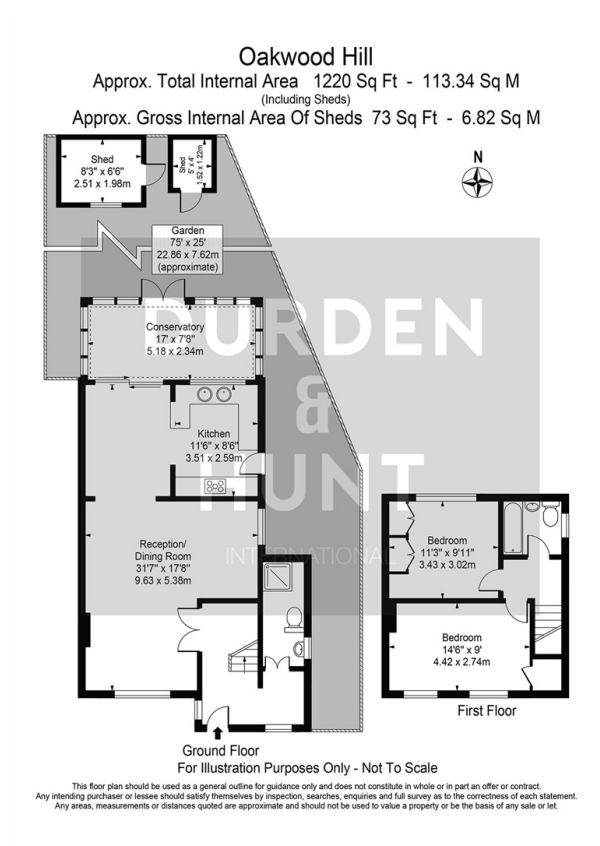 Oakwood Hill
Approx. Total Internal Area 1220 Sq Ft - 113.34 Sq M
(Including Sheds)
Approx. Gross Internal Area Of Sheds 73 Sq Ft - 6.82 Sq M
Shed
8'3" x 6'6"
2.51 x 1.98m
Shed
5' x 4'
1.52 x 1.22m
N
Garden
75' x 25'
22.86 x 7.62m
(approximate)
DURDEN
&
HUNT
INTERNATIONAL
Conservatory
17' x 7'8"
5.18 x 2.34m
Kitchen
11'6" x 8'6"
3.51 x 2.59m
Reception/
Dining Room
31'7" x 17'8"
9.63 x 5.38m
Bedroom
11'3" x 9'11"
3.43 x 3.02m
Bedroom
14'6" x 9'
4.42 x 2.74m
First Floor
Ground Floor
For Illustration Purposes Only - Not To Scale
This floor plan should be used as a general outline for guidance only and does not constitute in whole or in part an offer or contract.
Any intending purchaser or lessee should satisfy themselves by inspection, searches, enquiries and full survey as to the correctness of each statement.
Any areas, measurements or distances quoted are approximate and should not be used to value a property or be the basis of any sale or let.